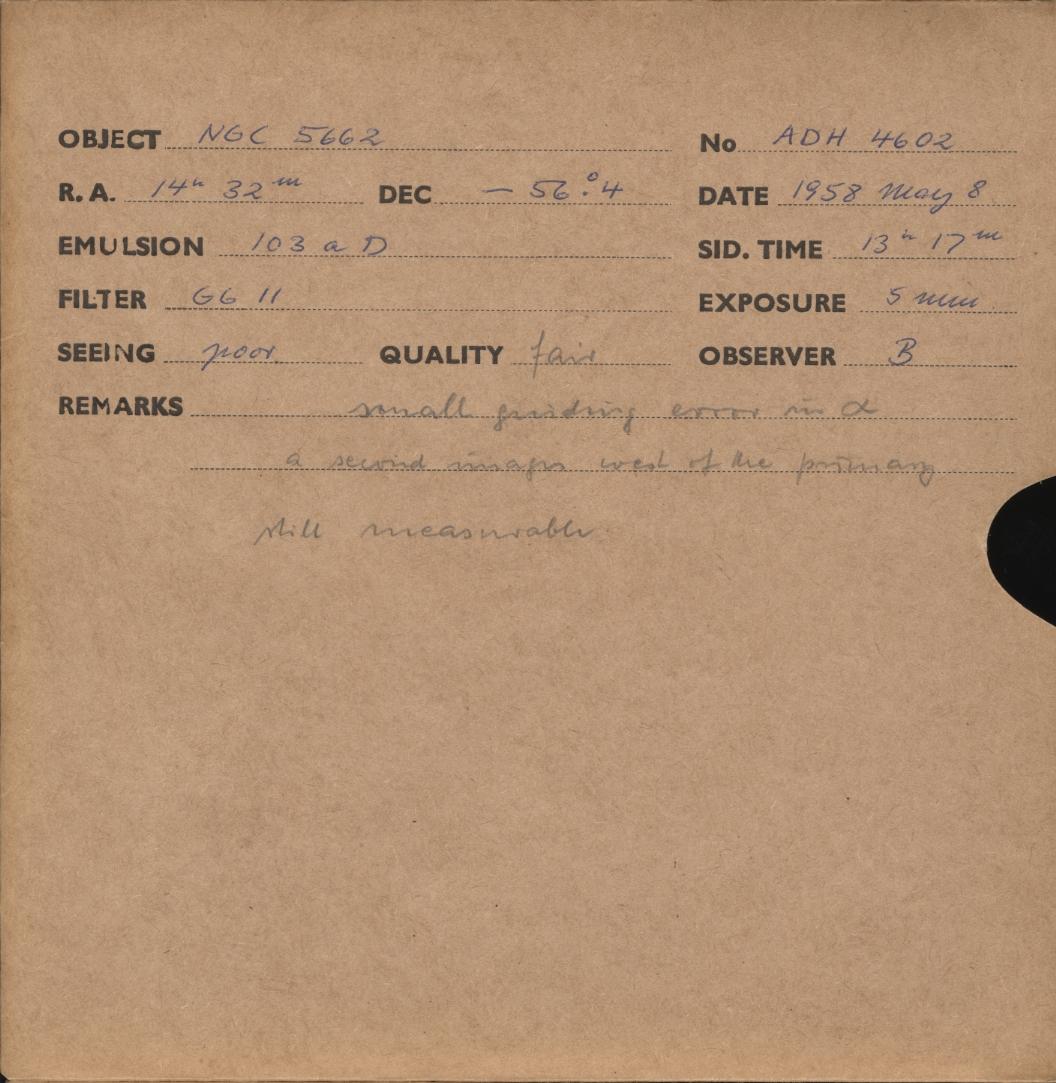 OBJECT NGC 5662 No ADH 4602
R. A. 14h 32m DEC – 56°.4 DATE 1958 May 8
EMULSION 103 a D SID. TIME 13h 17m
FILTER GG 11 EXPOSURE 5 min
SEEING poor QUALITY fair OBSERVER B
REMARKS small guiding error in α
a second images west of the primary
still measurable